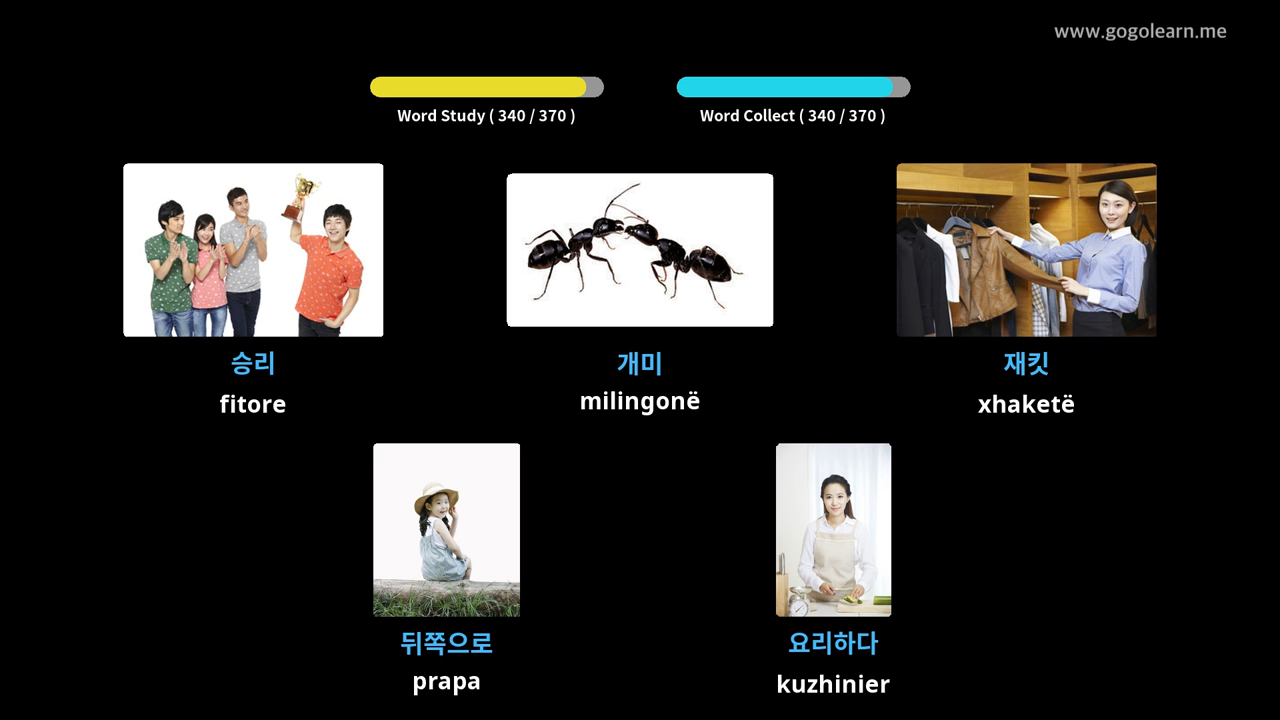 www.gogolearn.me
Word Study ( 340 / 370 )
Word Collect ( 340 / 370 )
승리
fitore
개미
milingonë
재킷
xhaketë
뒤쪽으로
prapa
요리하다
kuzhinier